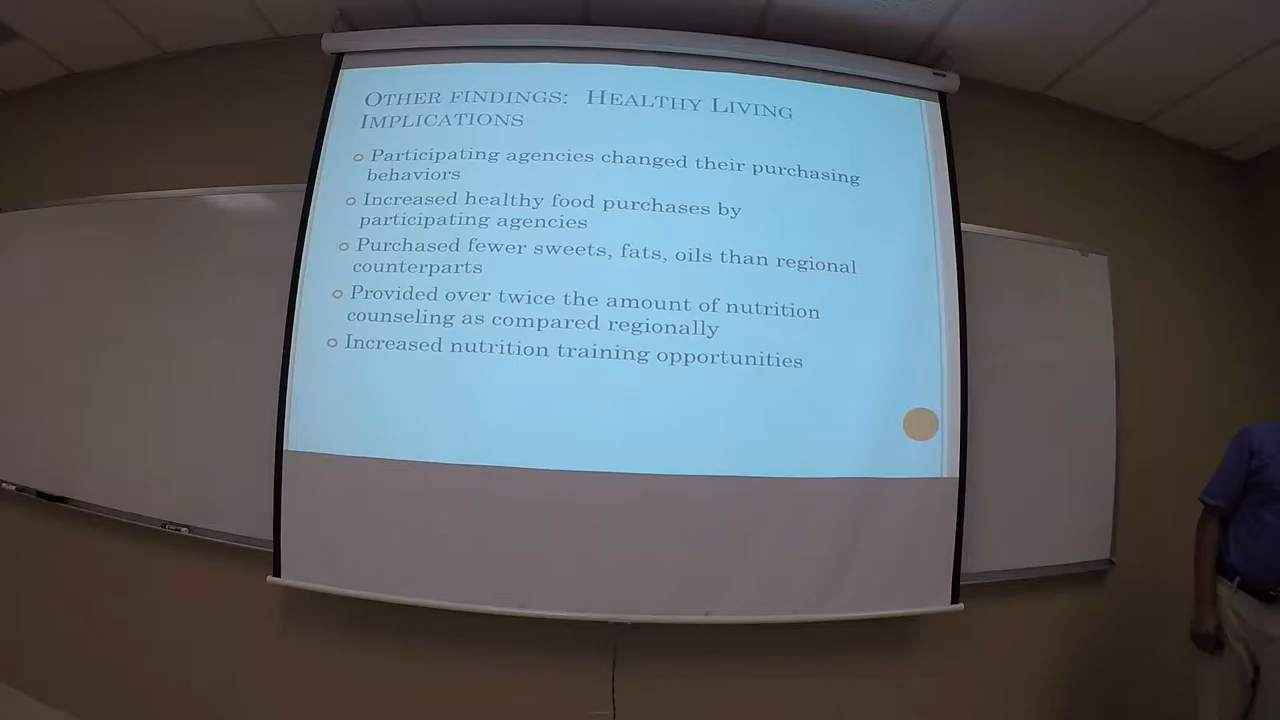 OTHER FINDINGS: HEALTHY LIVING
IMPLICATIONS
Participating agencies changed their purchasing
behaviors
Increased healthy food purchases by
participating agencies
Purchased fewer sweets, fats, oils than regional
counterparts
Provided over twice the amount of nutrition
counseling as compared regionally
Increased nutrition training opportunities